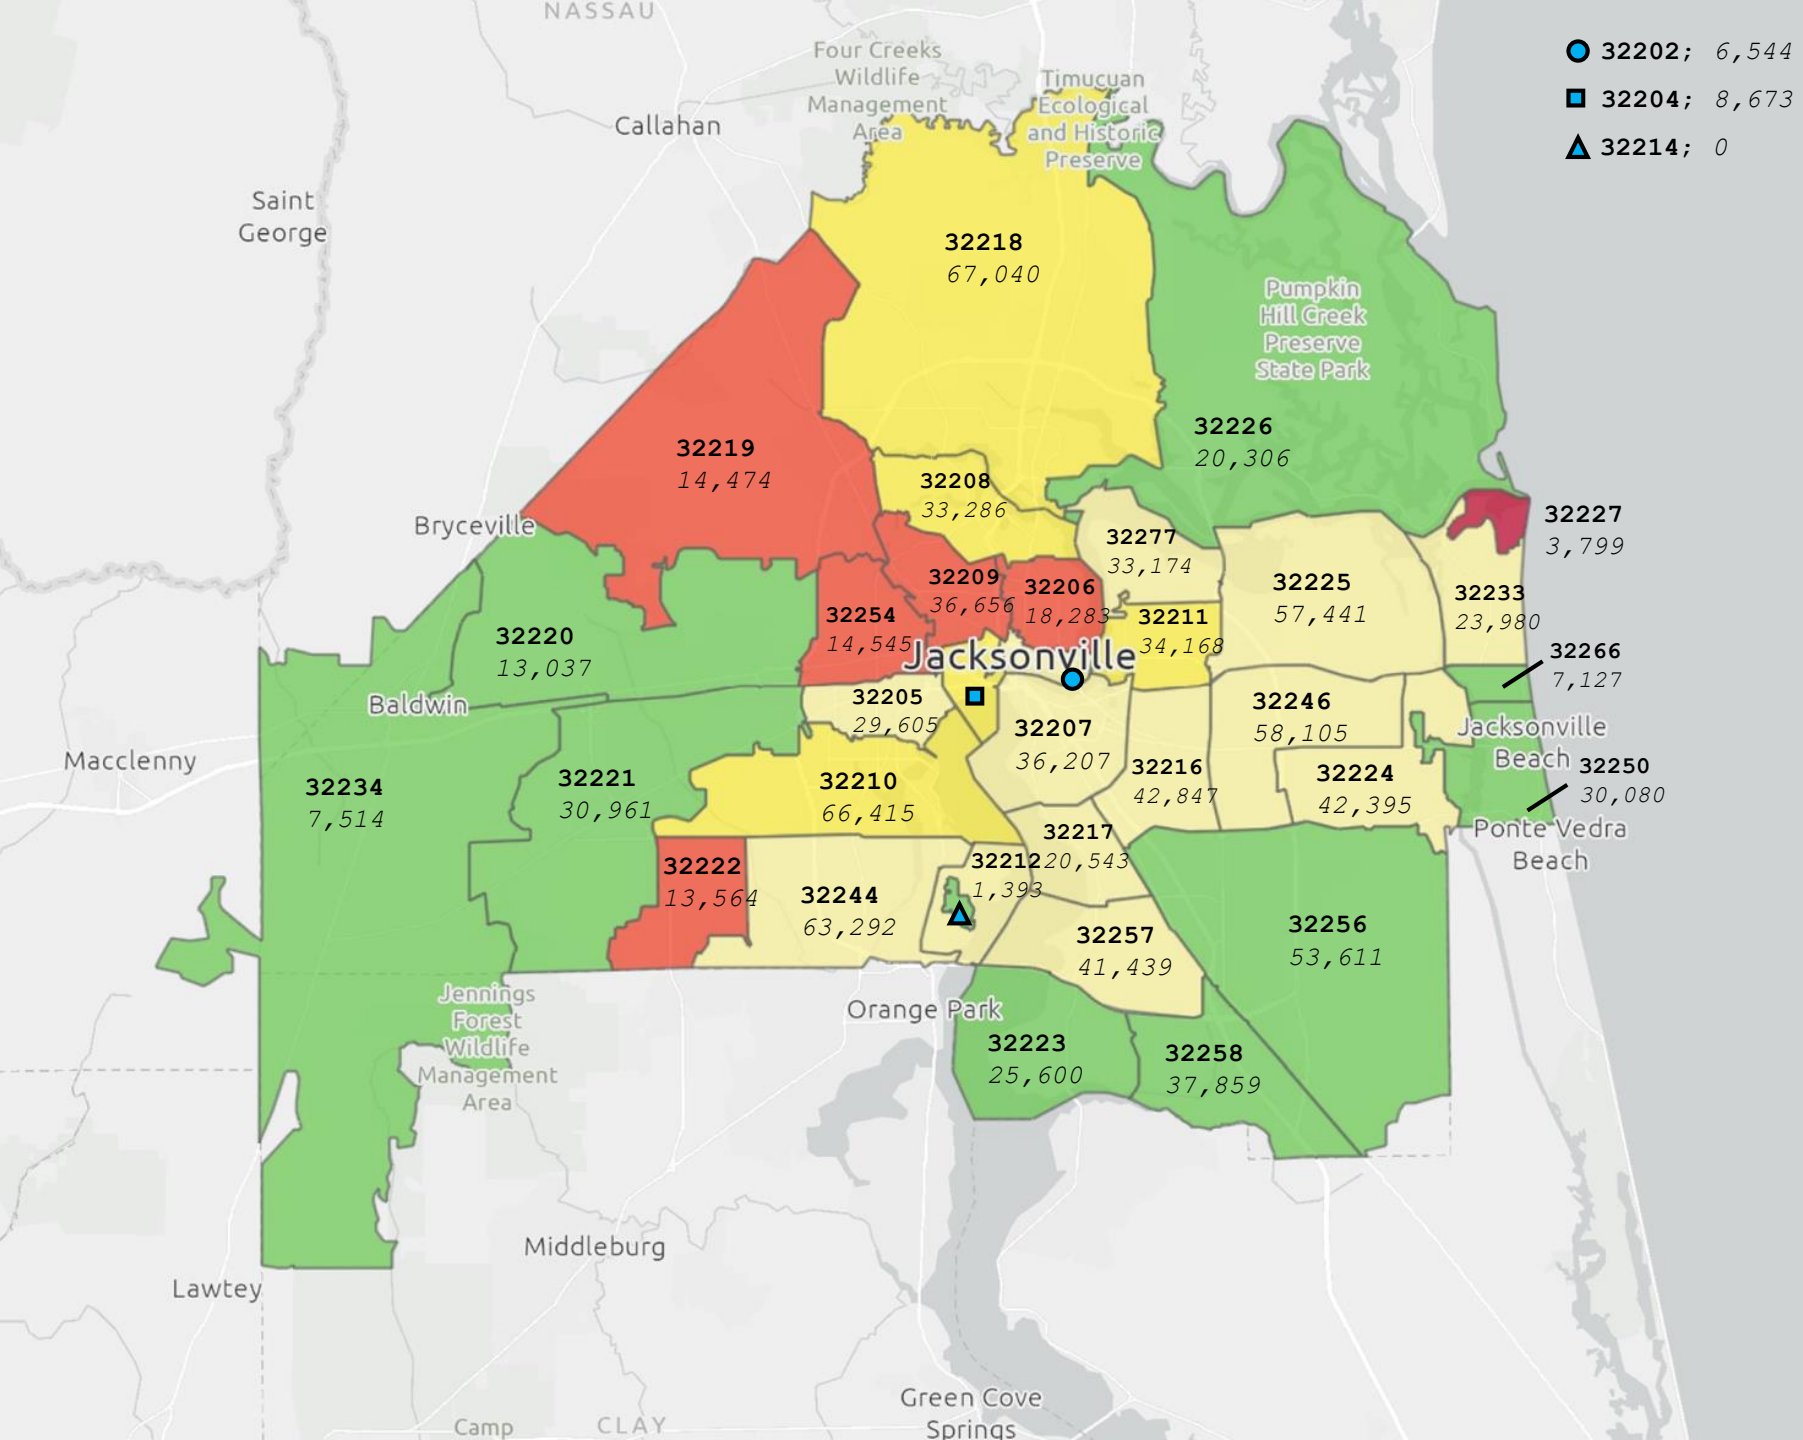 NASSAU
Four Creeks
Wildlife
Management
Area
Timucuan
Ecological
and Historic
Preserve
32202; 6,544
32204; 8,673
32214; 0
Callahan
Saint
George
32218
67,040
Pumpkin
Hill Creek
Preserve
State Park
32226
20,306
32219
14,474
32208
33,286
Bryceville
32227
3,799
32277
33,174
32209
36,656
32206
18,283
32225
57,441
32233
23,980
32254
14,545
32211
34,168
32220
13,037
Jacksonville
32266
7,127
Baldwin
32205
29,605
32246
58,105
32207
36,207
Jacksonville
Beach
Macclenny
32234
7,514
32221
30,961
32210
66,415
32216
42,847
32224
42,395
32250
30,080
Ponte Vedra
Beach
32217
20,543
32212
1,393
32222
13,564
32244
63,292
32257
41,439
32256
53,611
Jennings
Forest
Wildlife
Management
Area
Orange Park
32223
25,600
32258
37,859
Middleburg
Lawtey
Green Cove
Springs
Camp
CLAY